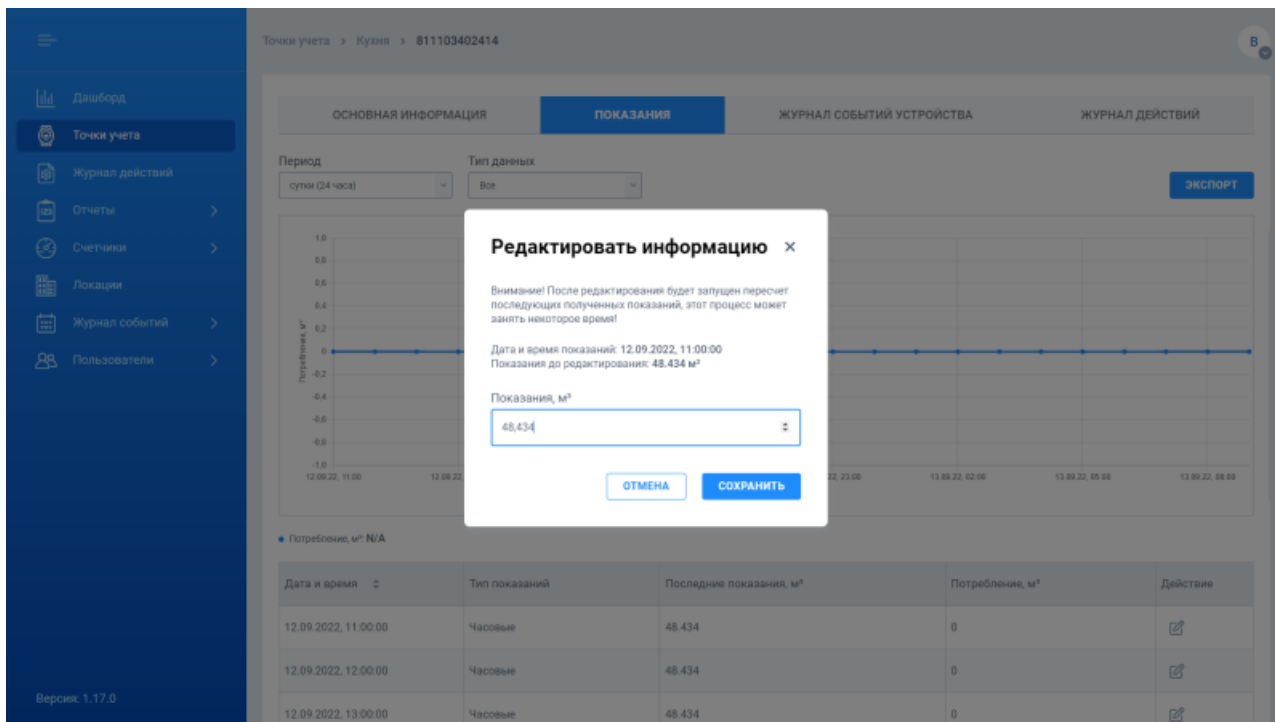 Точки учета > Кухня > 811103402414
В
Дашборд
Точки учета
Журнал действий
Отчеты
Счетчики
Локации
Журнал событий
Пользователи
Версия: 1.17.0
ОСНОВНАЯ ИНФОРМАЦИЯ ПОКАЗАНИЯ ЖУРНАЛ СОБЫТИЙ УСТРОЙСТВА ЖУРНАЛ ДЕЙСТВИЙ
Период Тип данных
сутки (24 часа) Все ЭКСПОРТ
1,0
0,8
0,6
0,4
0,2
0
-0,2
-0,4
-0,6
-0,8
-1,0
Потребление, м³
12.09.22, 11:00 12.09.22, 22, 23:00 13.09.22, 02:00 13.09.22, 05:00 13.09.22, 08:00
Редактировать информацию ×
Внимание! После редактирования будет запущен пересчет
последующих полученных показаний, этот процесс может
занять некоторое время!
Дата и время показаний: 12.09.2022, 11:00:00
Показания до редактирования: 48.434 м³
Показания, м³
48,434
ОТМЕНА СОХРАНИТЬ
Потребление, м³: N/A
Дата и время Тип показаний Последние показания, м³ Потребление, м³ Действие
12.09.2022, 11:00:00 Часовые 48.434 0
12.09.2022, 12:00:00 Часовые 48.434 0
12.09.2022, 13:00:00 Часовые 48.434 0